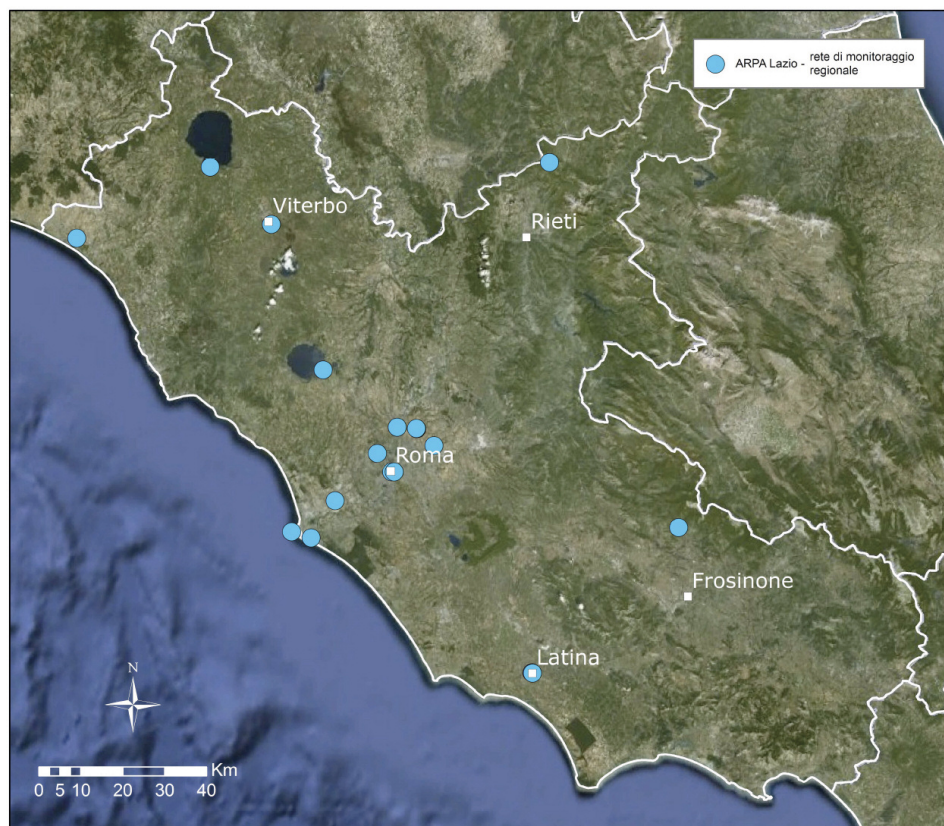 ARPA Lazio - rete di monitoraggio
regionale
Viterbo
Rieti
Roma
Frosinone
Latina
N
Km
0 5 10 20 30 40